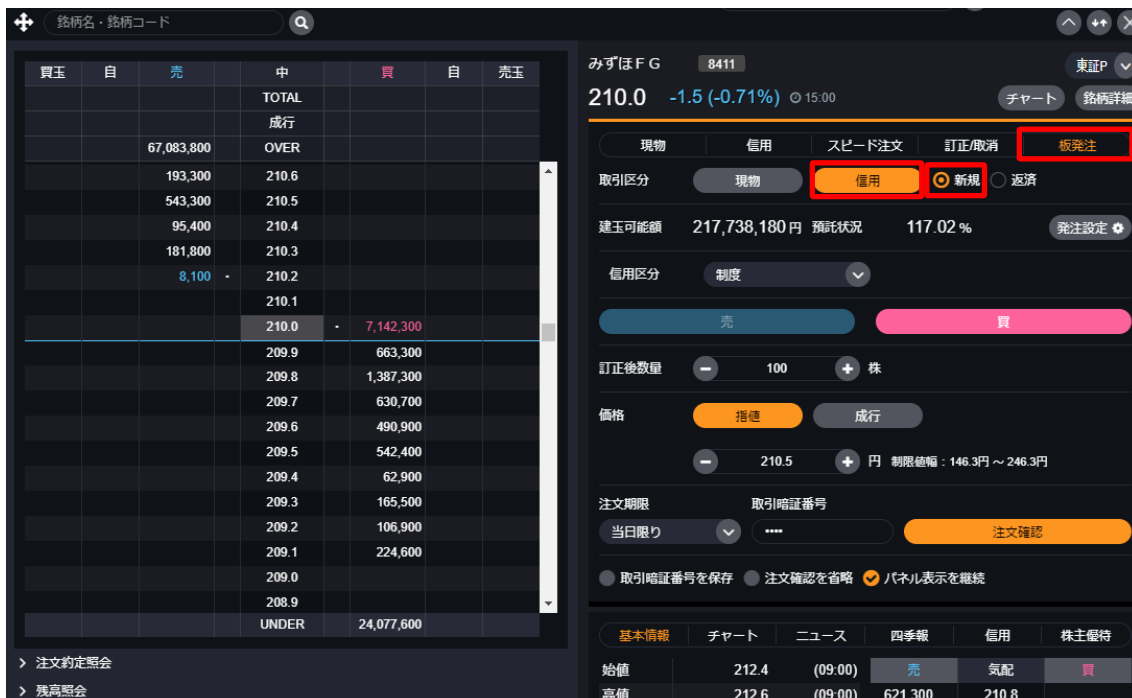 銘柄名・銘柄コード
買玉 自 売 中 買 自 売玉
TOTAL
成行
67,083,800 OVER
193,300 210.6
543,300 210.5
95,400 210.4
181,800 210.3
8,100 210.2
210.1
210.0 7,142,300
209.9 663,300
209.8 1,387,300
209.7 630,700
209.6 490,900
209.5 542,400
209.4 62,900
209.3 165,500
209.2 106,900
209.1 224,600
209.0
208.9
UNDER 24,077,600
注文約定照会
残高照会
みずほFG 8411 東証P
210.0 -1.5 (-0.71%) 15:00 チャート 銘柄詳細
現物 信用 スピード注文 訂正/取消 板発注
取引区分 現物 信用 新規 返済
建玉可能額 217,738,180 円 預託状況 117.02 % 発注設定
信用区分 制度
売 買
訂正後数量 100 株
価格 指値 成行
210.5 円 制限値幅：146.3円～246.3円
注文期限 取引暗証番号
当日限り •••• 注文確認
取引暗証番号を保存 注文確認を省略 パネル表示を継続
基本情報 チャート ニュース 四季報 信用 株主優待
始値 212.4 (09:00) 売 気配 買
高値 212.6 (09:00) 621,300 210.8